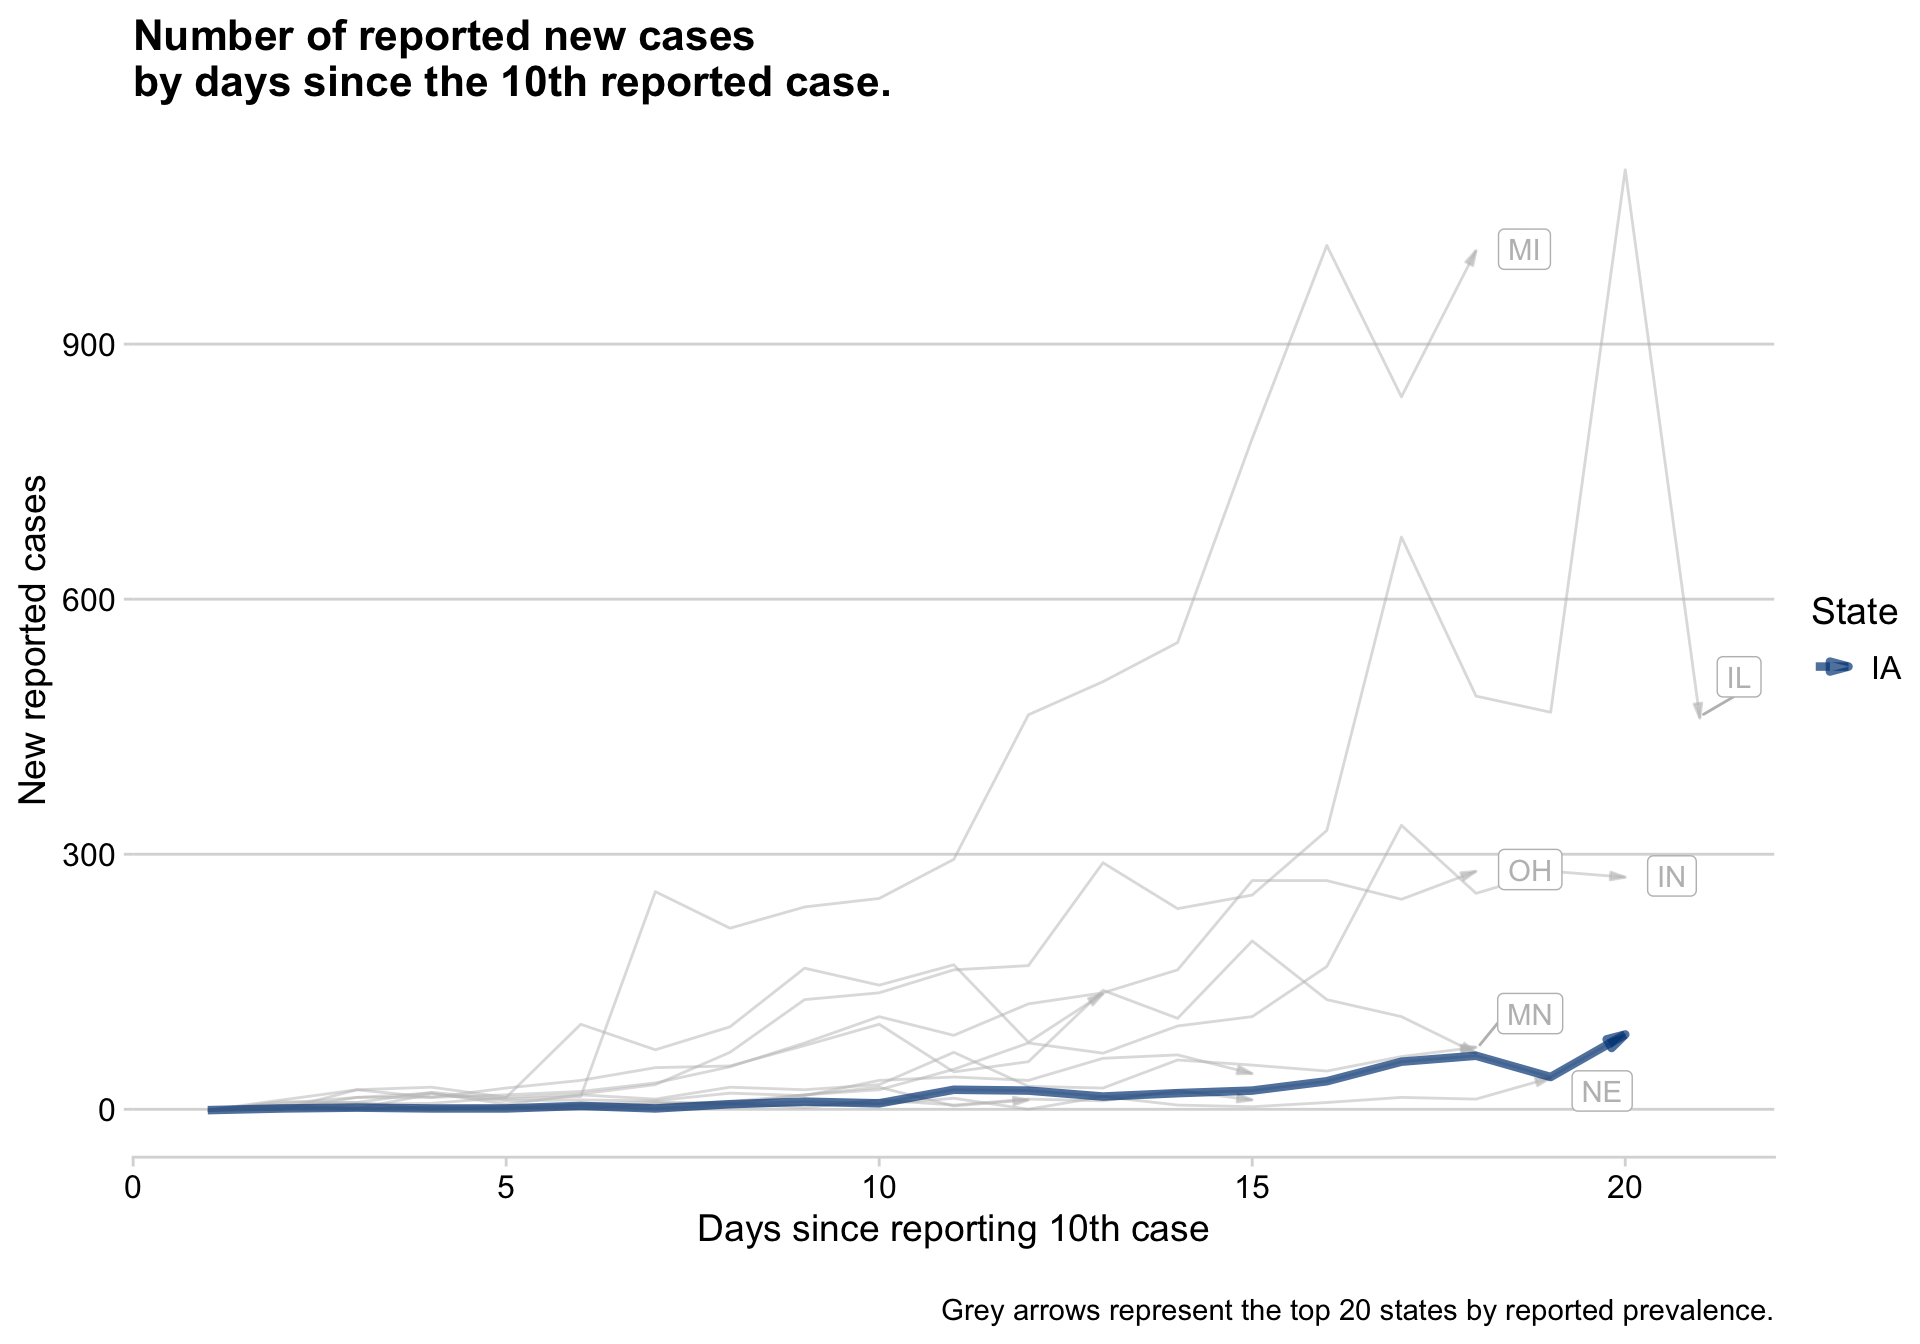 Number of reported new cases
by days since the 10th reported case.
MI
900
New reported cases
600
State
IA
IL
300
OH
IN
MN
NE
0
0 5 10 15 20
Days since reporting 10th case
Grey arrows represent the top 20 states by reported prevalence.